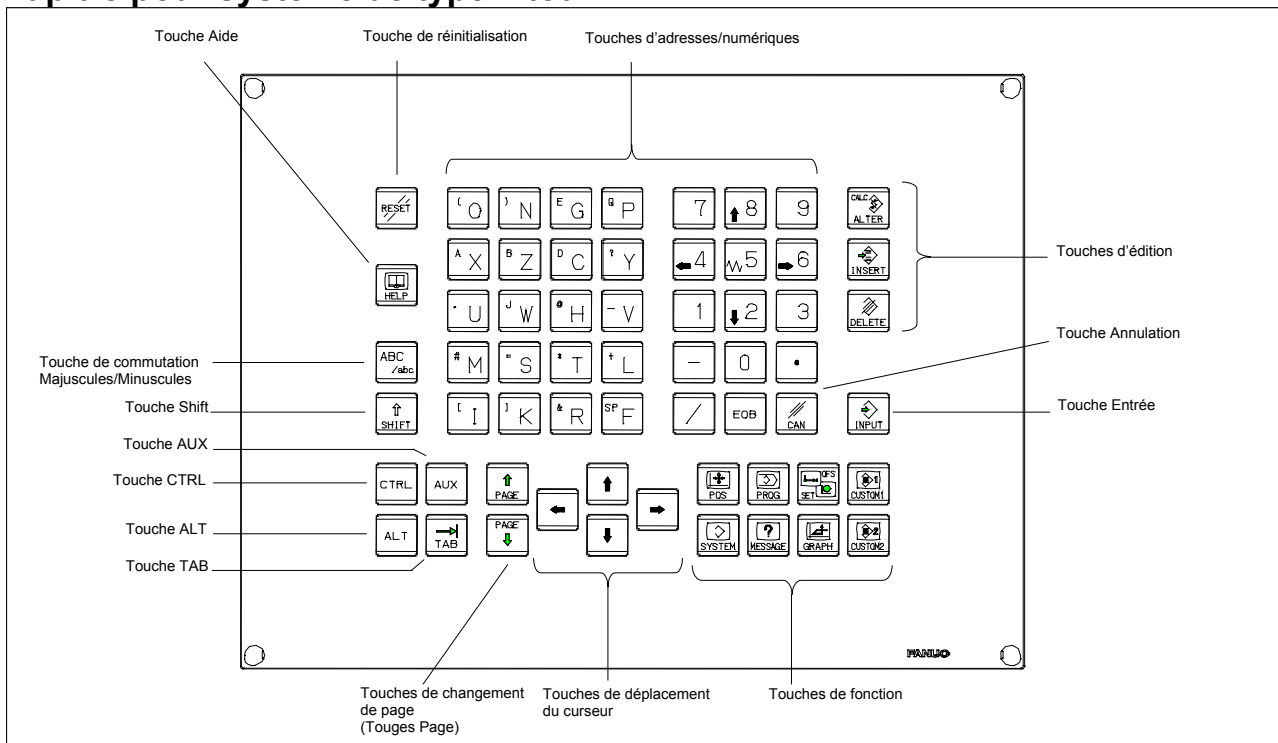 Touche Aide
Touche de réinitialisation
Touches d'adresses/numériques
RESET
( O
) N
E G
Q P
7
8
9
CALC
ALTER
A X
B Z
D C
? Y
4
5
6
INSERT
Touches d'édition
HELP
U
J W
@ H
V
1
2
3
DELETE
Touche Annulation
Touche de commutation
Majuscules/Minuscules
ABC
/abc
# M
= S
* T
+ L
-
0
.
Touche Shift
SHIFT
[ I
] K
& R
SP F
/
EOB
CAN
INPUT
Touche Entrée
Touche AUX
Touche CTRL
CTRL
AUX
PAGE
POS
PROG
OFS
SET
CUSTOM1
Touche ALT
ALT
TAB
PAGE
SYSTEM
?
MESSAGE
GRAPH
CUSTOM2
Touche TAB
FANUC
Touches de changement
de page
(Touges Page)
Touches de déplacement
du curseur
Touches de fonction